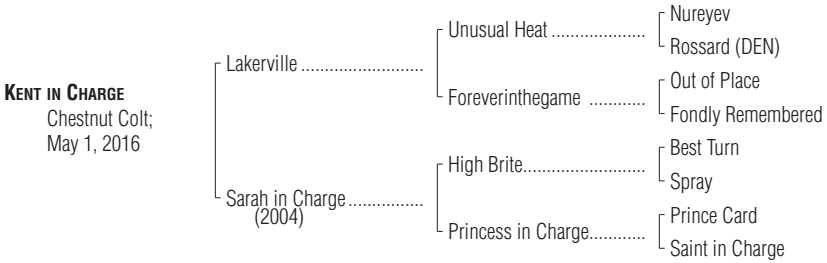 KENT IN CHARGE
Chestnut Colt;
May 1, 2016
Lakerville ..........................
Sarah in Charge ................
(2004)
Unusual Heat ....................
Foreverinthegame ............
High Brite..........................
Princess in Charge............
Nureyev
Rossard (DEN)
Out of Place
Fondly Remembered
Best Turn
Spray
Prince Card
Saint in Charge